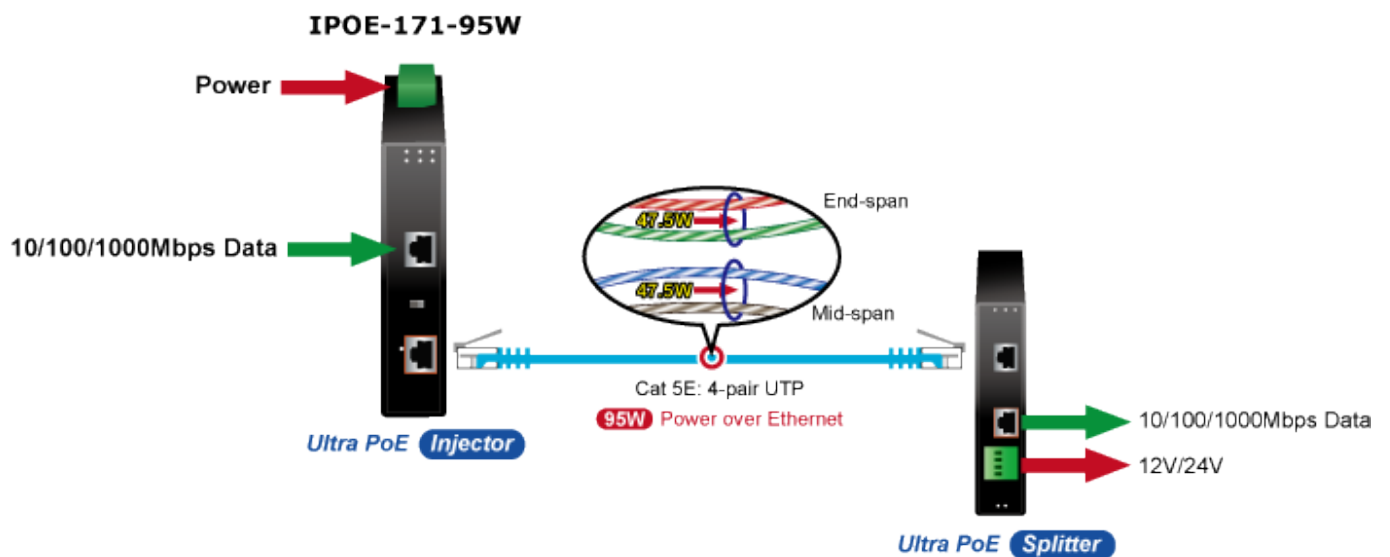 IPOE-171-95W
Power
10/100/1000Mbps Data
47.5W
End-span
47.5W
Mid-span
Cat 5E: 4-pair UTP
95W Power over Ethernet
Ultra PoE Injector
10/100/1000Mbps Data
12V/24V
Ultra PoE Splitter